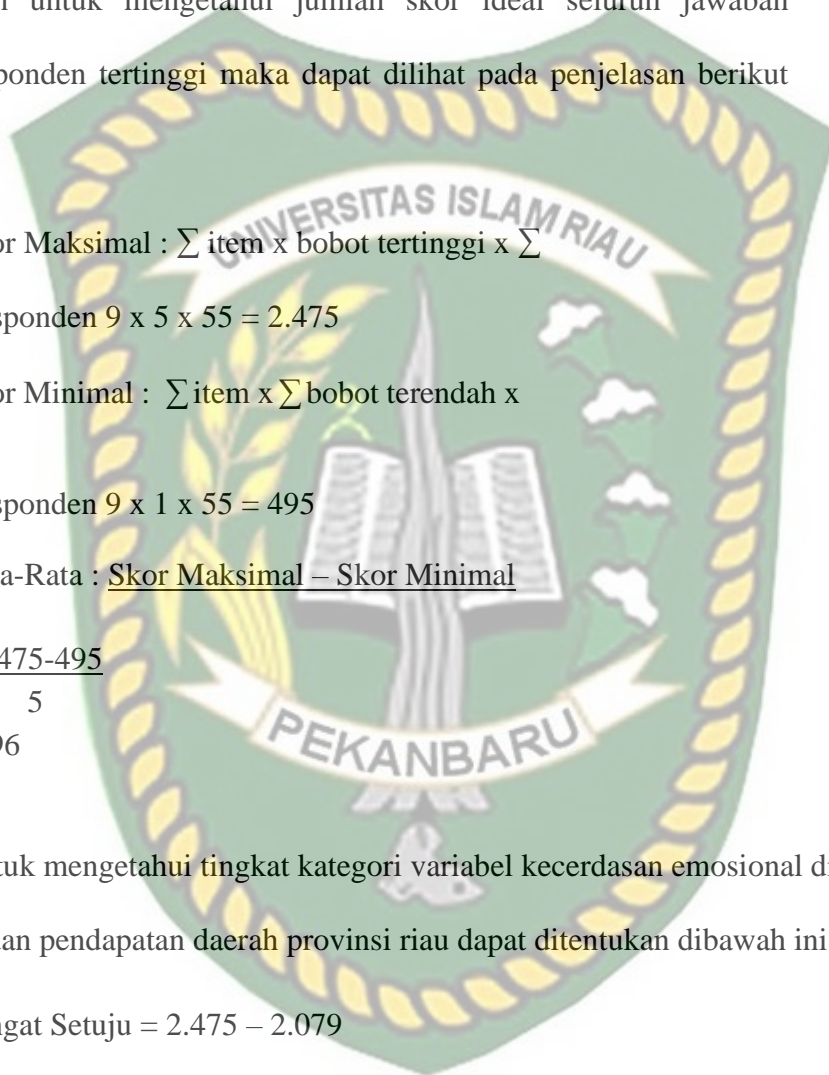 untuk mengetahui jumlah skor ideal seluruh jawaban
ponden tertinggi maka dapat dilihat pada penjelasan berikut
UNIVERSITAS ISLAM RIAU
or Maksimal : ∑ item x bobot tertinggi x ∑
sponden 9 x 5 x 55 = 2.475
or Minimal : ∑item x ∑bobot terendah x
sponden 9 x 1 x 55 = 495
a-Rata : Skor Maksimal – Skor Minimal
475-495
5
96
PEKANBARU
tuk mengetahui tingkat kategori variabel kecerdasan emosional di
dan pendapatan daerah provinsi riau dapat ditentukan dibawah ini
ngat Setuju = 2.475 – 2.079